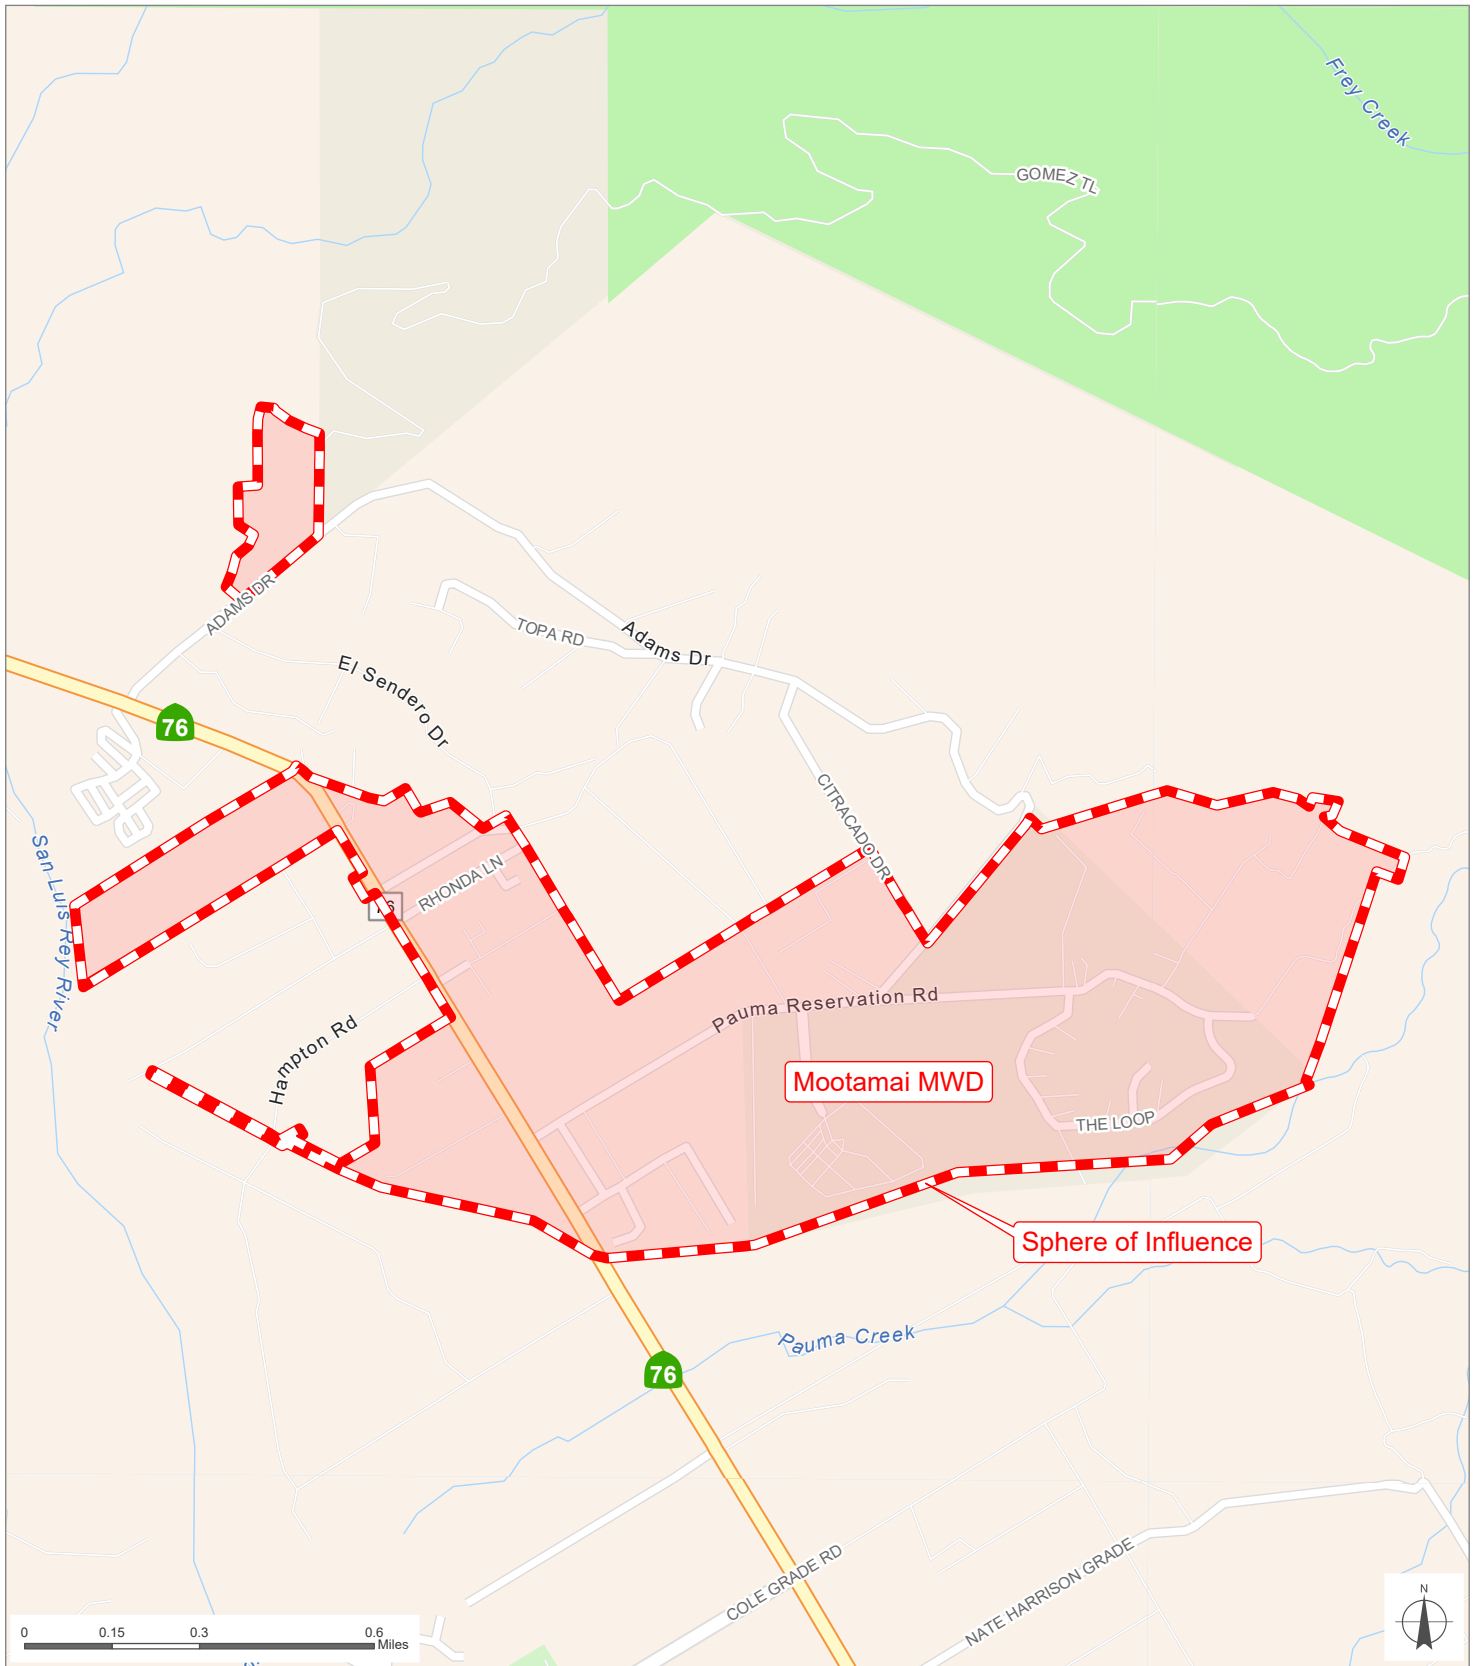 Frey Creek
GOMEZ TL
ADAMS DR
TOPA RD
Adams Dr
El Sendero Dr
76
CITRACADO DR
San Luis Rey River
RHONDA LN
76
Pauma Reservation Rd
Hampton Rd
Mootamai MWD
THE LOOP
Sphere of Influence
Pauma Creek
76
COLE GRADE RD
NATE HARRISON GRADE
N
0 0.15 0.3 0.6
Miles